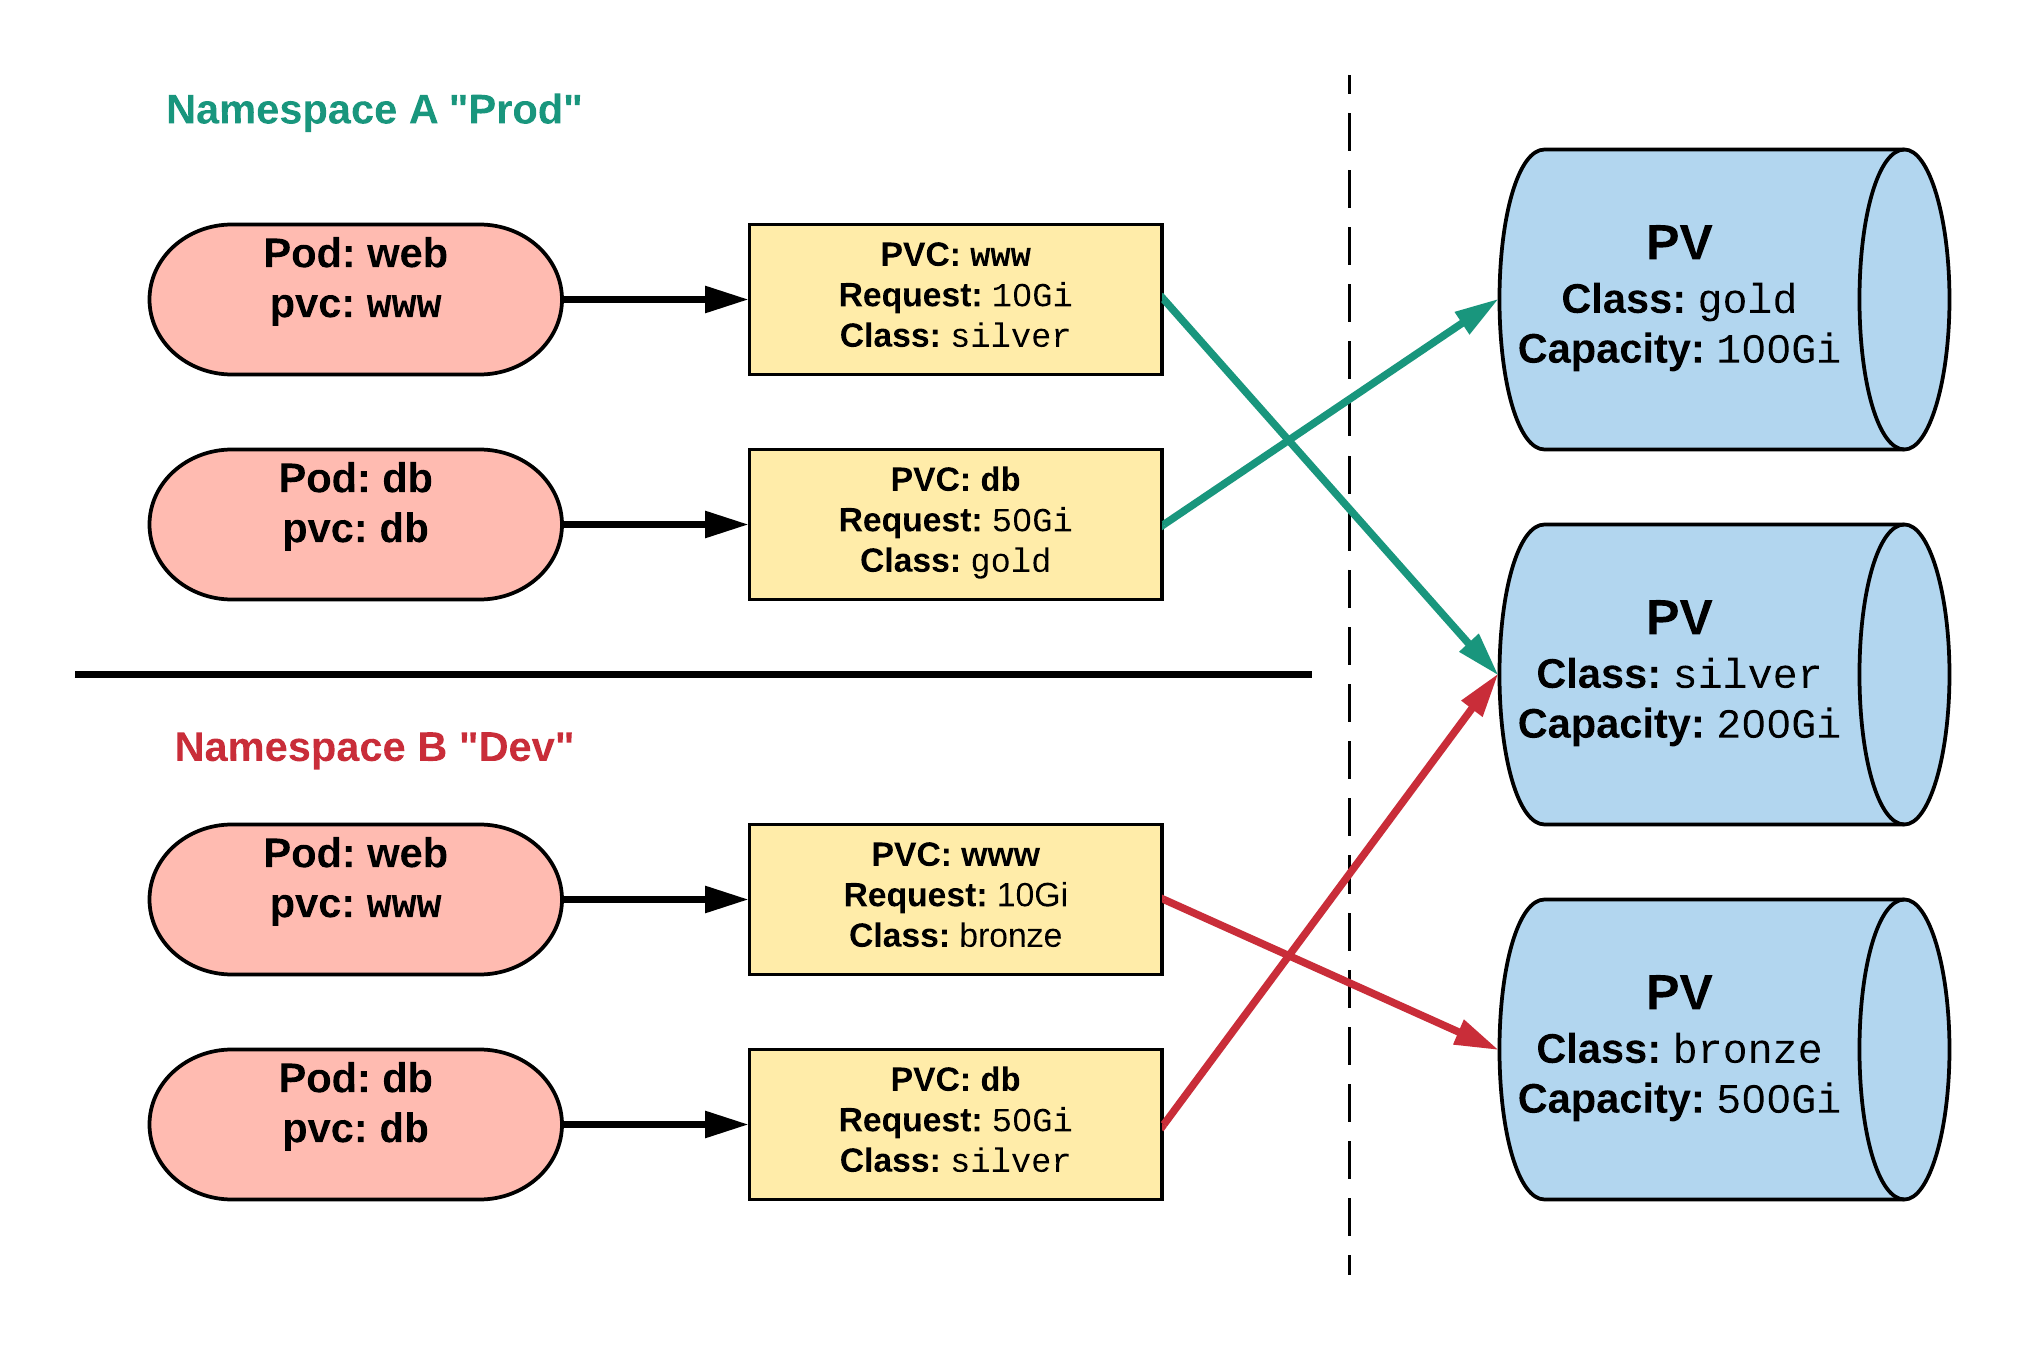 Namespace A "Prod"
Pod: web
pvc: www
PVC: www
Request: 10Gi
Class: silver
Pod: db
pvc: db
PVC: db
Request: 50Gi
Class: gold
Namespace B "Dev"
Pod: web
pvc: www
PVC: www
Request: 10Gi
Class: bronze
Pod: db
pvc: db
PVC: db
Request: 50Gi
Class: silver
PV
Class: gold
Capacity: 100Gi
PV
Class: silver
Capacity: 200Gi
PV
Class: bronze
Capacity: 500Gi